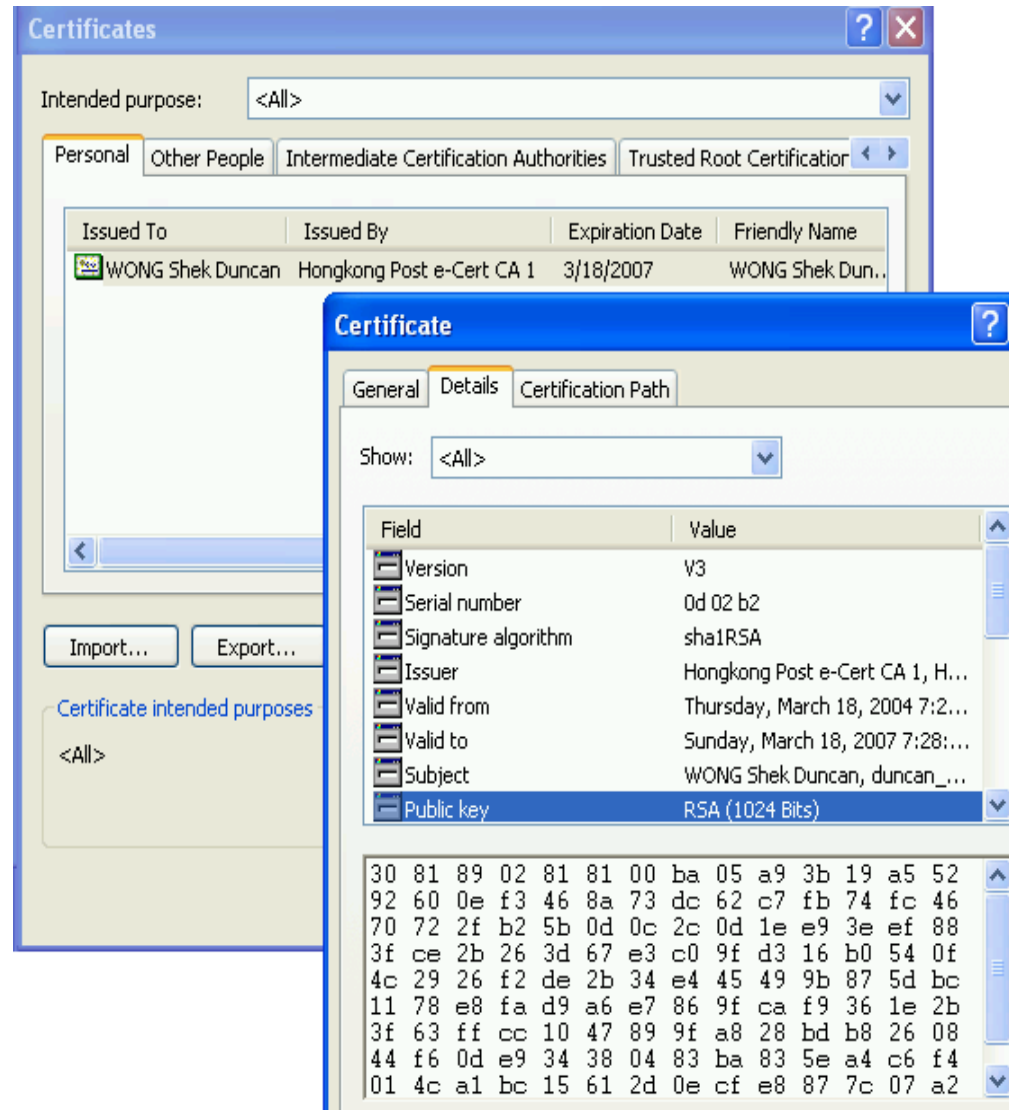 Certificates
Intended purpose: <All>
Personal Other People Intermediate Certification Authorities Trusted Root Certification
Issued To Issued By Expiration Date Friendly Name
WONG Shek Duncan Hongkong Post e-Cert CA 1 3/18/2007 WONG Shek Dun..
Certificate
General Details Certification Path
Show: <All>
Field Value
Version V3
Serial number 0d 02 b2
Signature algorithm sha1RSA
Issuer Hongkong Post e-Cert CA 1, H...
Valid from Thursday, March 18, 2004 7:2...
Valid to Sunday, March 18, 2007 7:28:...
Subject WONG Shek Duncan, duncan_...
Public key RSA (1024 Bits)
Import... Export...
Certificate intended purposes
<All>
30 81 89 02 81 81 00 ba 05 a9 3b 19 a5 52
92 60 0e f3 46 8a 73 dc 62 c7 fb 74 fc 46
70 72 2f b2 5b 0d 0c 2c 0d 1e e9 3e ef 88
3f ce 2b 26 3d 67 e3 c0 9f d3 16 b0 54 0f
4c 29 26 f2 de 2b 34 e4 45 49 9b 87 5d bc
11 78 e8 fa d9 a6 e7 86 9f ca f9 36 1e 2b
3f 63 ff cc 10 47 89 9f a8 28 bd b8 26 08
44 f6 0d e9 34 38 04 83 ba 83 5e a4 c6 f4
01 4c a1 bc 15 61 2d 0e cf e8 87 7c 07 a2